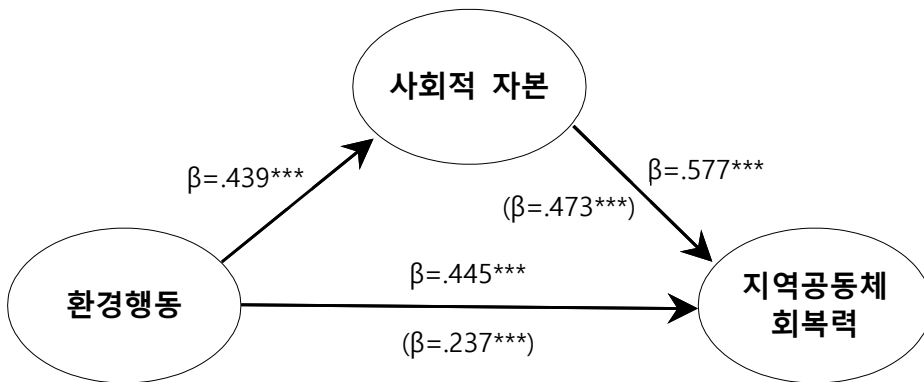 사회적 자본
β=.439***
β=.577***
(β=.473***)
환경행동
β=.445***
(β=.237***)
지역공동체
회복력